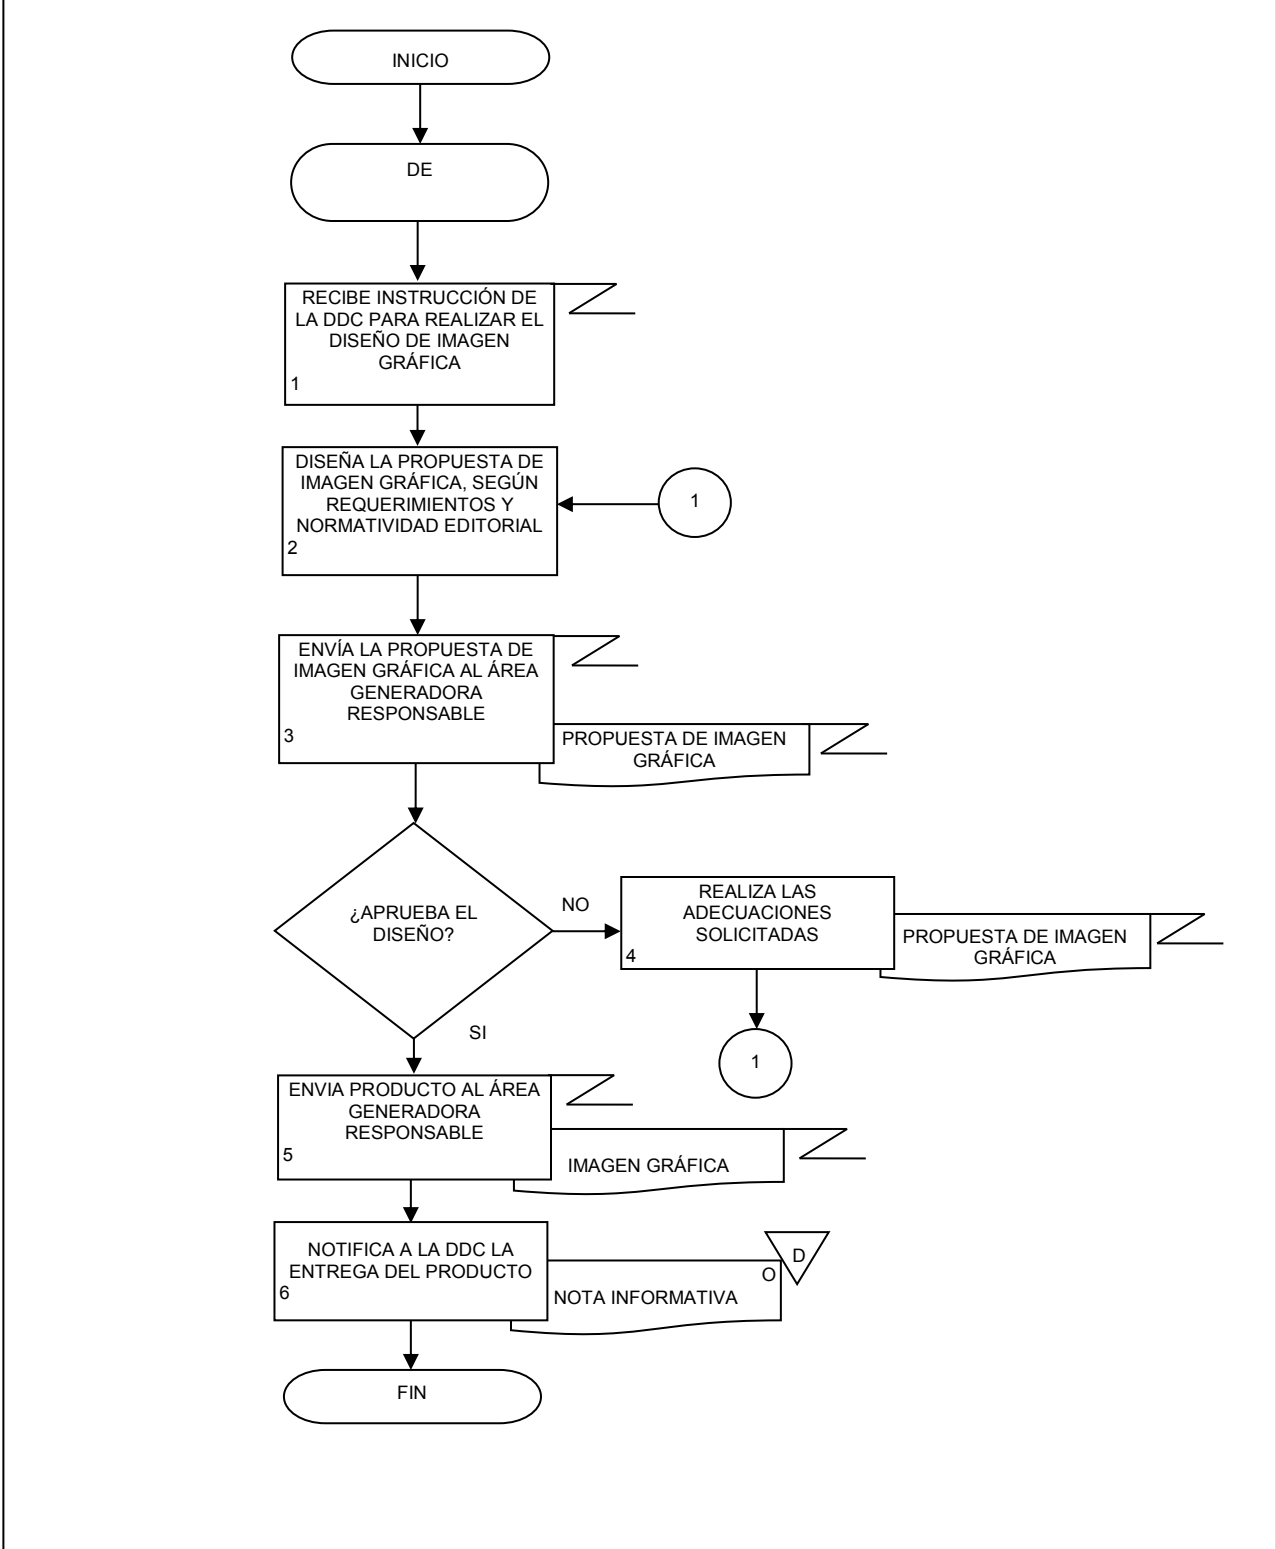 INICIO
DE
RECIBE INSTRUCCIÓN DE
LA DDC PARA REALIZAR EL
DISEÑO DE IMAGEN
GRÁFICA
1
DISEÑA LA PROPUESTA DE
IMAGEN GRÁFICA, SEGÚN
REQUERIMIENTOS Y
NORMATIVIDAD EDITORIAL
2
1
ENVÍA LA PROPUESTA DE
IMAGEN GRÁFICA AL ÁREA
GENERADORA
RESPONSABLE
3
PROPUESTA DE IMAGEN
GRÁFICA
¿APRUEBA EL
DISEÑO?
NO
REALIZA LAS
ADECUACIONES
SOLICITADAS
4
PROPUESTA DE IMAGEN
GRÁFICA
SI
1
ENVIA PRODUCTO AL ÁREA
GENERADORA
RESPONSABLE
5
IMAGEN GRÁFICA
NOTIFICA A LA DDC LA
ENTREGA DEL PRODUCTO
6
D
O
NOTA INFORMATIVA
FIN